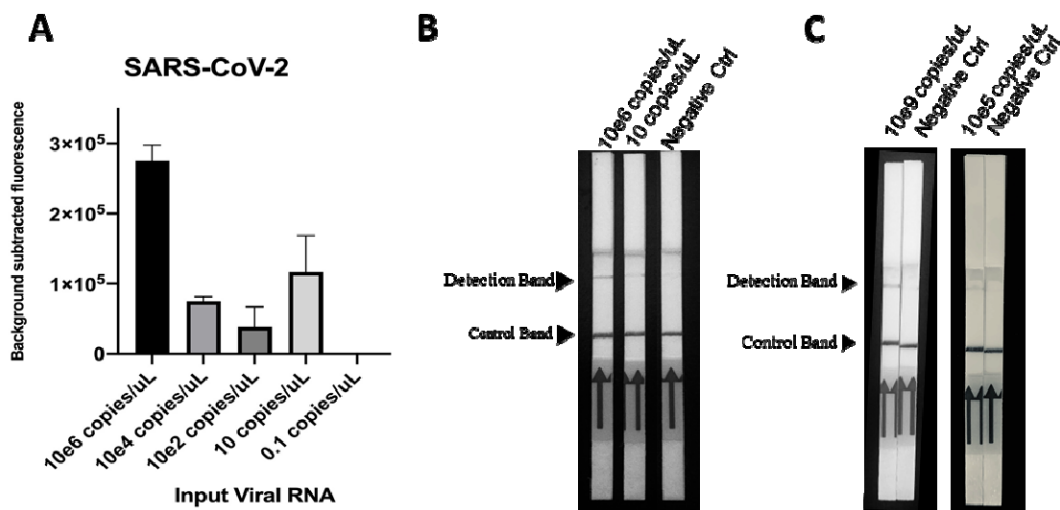 A
SARS-CoV-2
Background subtracted fluorescence
3×10⁵
2×10⁵
1×10⁵
0
10e6 copies/uL
10e4 copies/uL
10e2 copies/uL
10 copies/uL
0.1 copies/uL
Input Viral RNA
B
10e6 copies/uL
10 copies/uL
Negative Ctrl
Detection Band
Control Band
C
10e9 copies/uL
Negative Ctrl
10e5 copies/uL
Negative Ctrl
Detection Band
Control Band